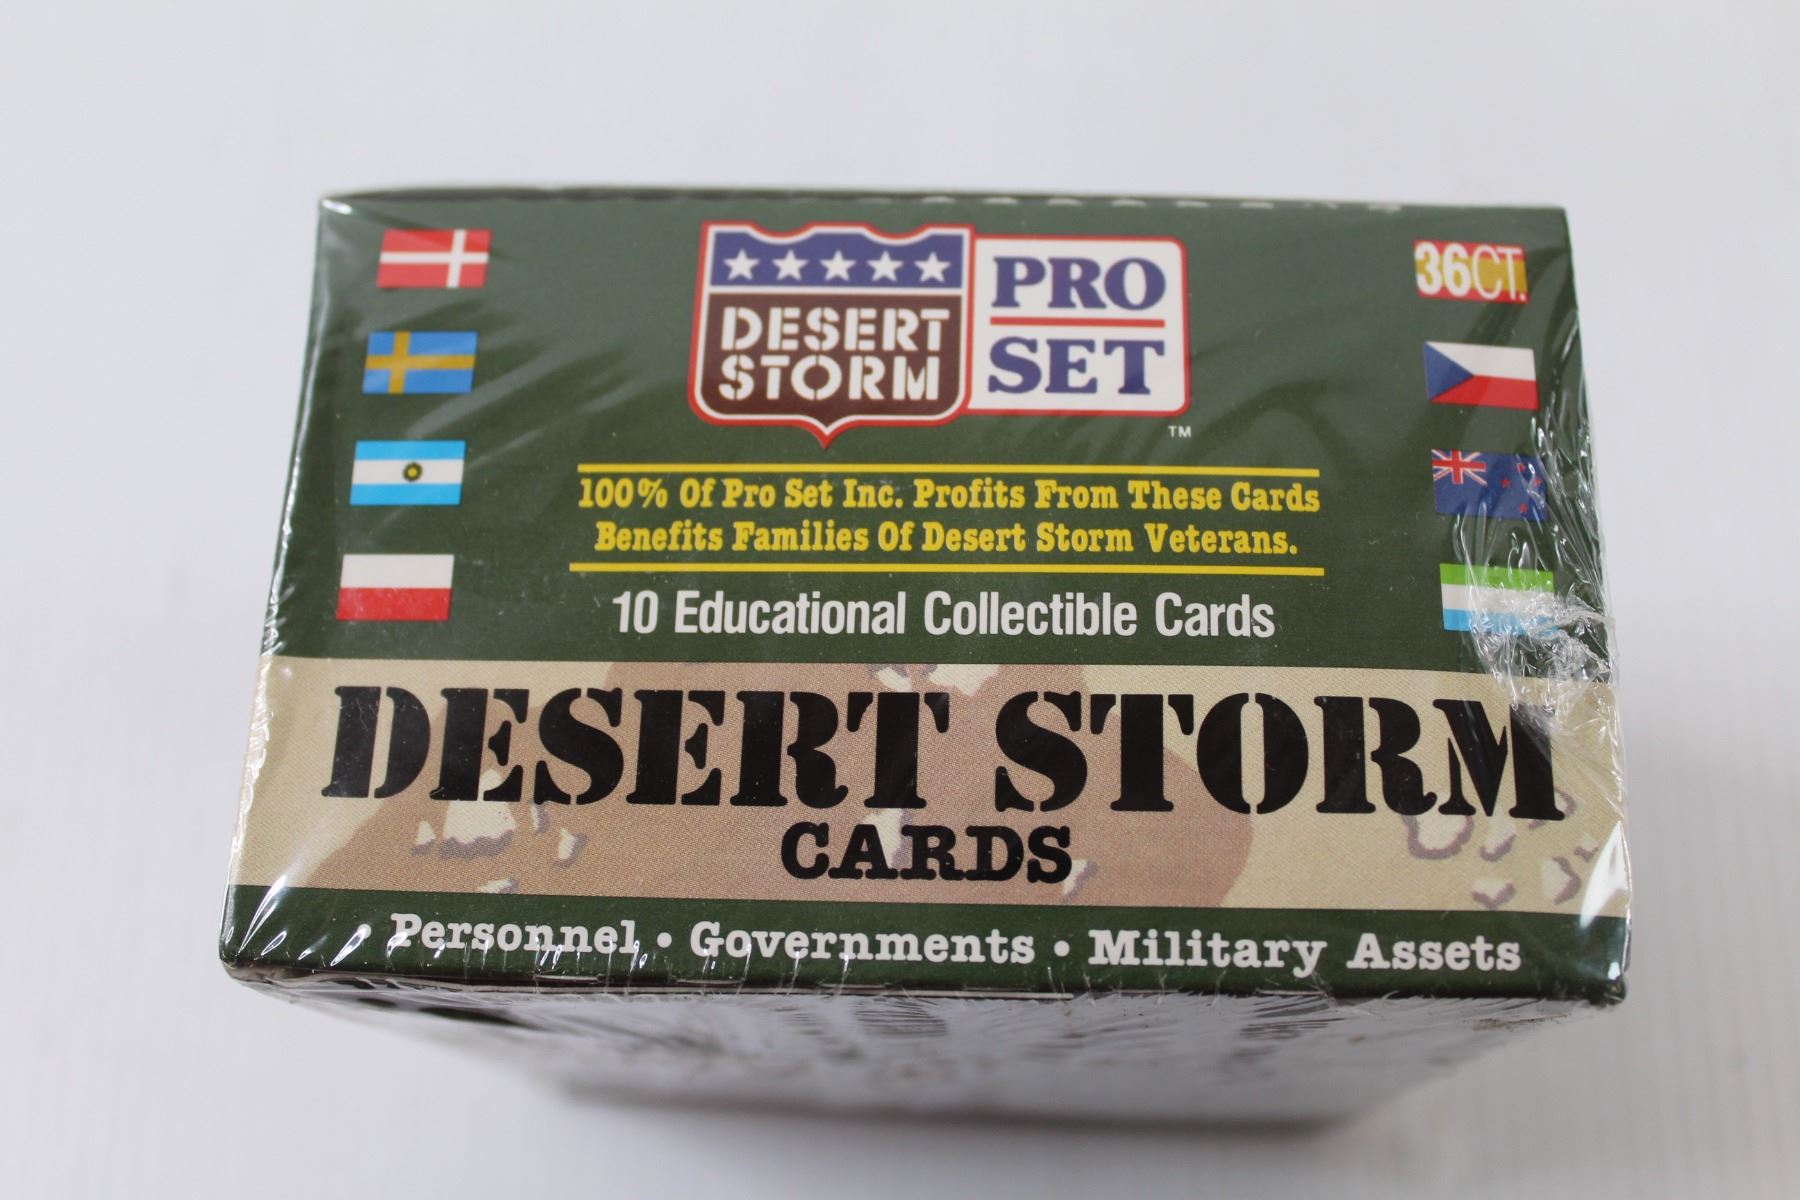 DESERT
STORM
PRO
SET
TM
36CT.
100% Of Pro Set Inc. Profits From These Cards
Benefits Families Of Desert Storm Veterans.
10 Educational Collectible Cards
DESERT STORM
CARDS
• Personnel • Governments • Military Assets